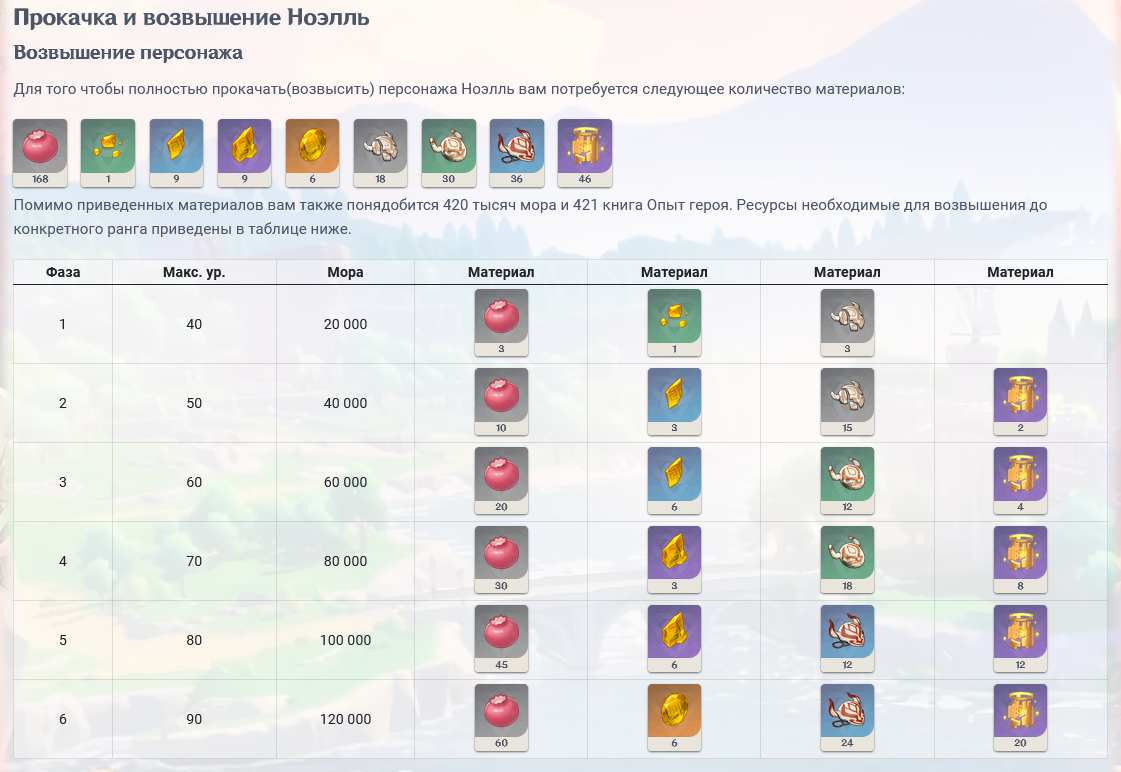 Прокачка и возвышение Ноэлль
Возвышение персонажа
Для того чтобы полностью прокачать(возвысить) персонажа Ноэлль вам потребуется следующее количество материалов:
168 1 9 9 6 18 30 36 46
Помимо приведенных материалов вам также понядобится 420 тысяч мора и 421 книга Опыт героя. Ресурсы необходимые для возвышения до
конкретного ранга приведены в таблице ниже.
Фаза Макс. ур. Мора Материал Материал Материал Материал
1 40 20 000 3 1 3
2 50 40 000 10 3 15 2
3 60 60 000 20 6 12 4
4 70 80 000 30 3 18 8
5 80 100 000 45 6 12 12
6 90 120 000 60 6 24 20